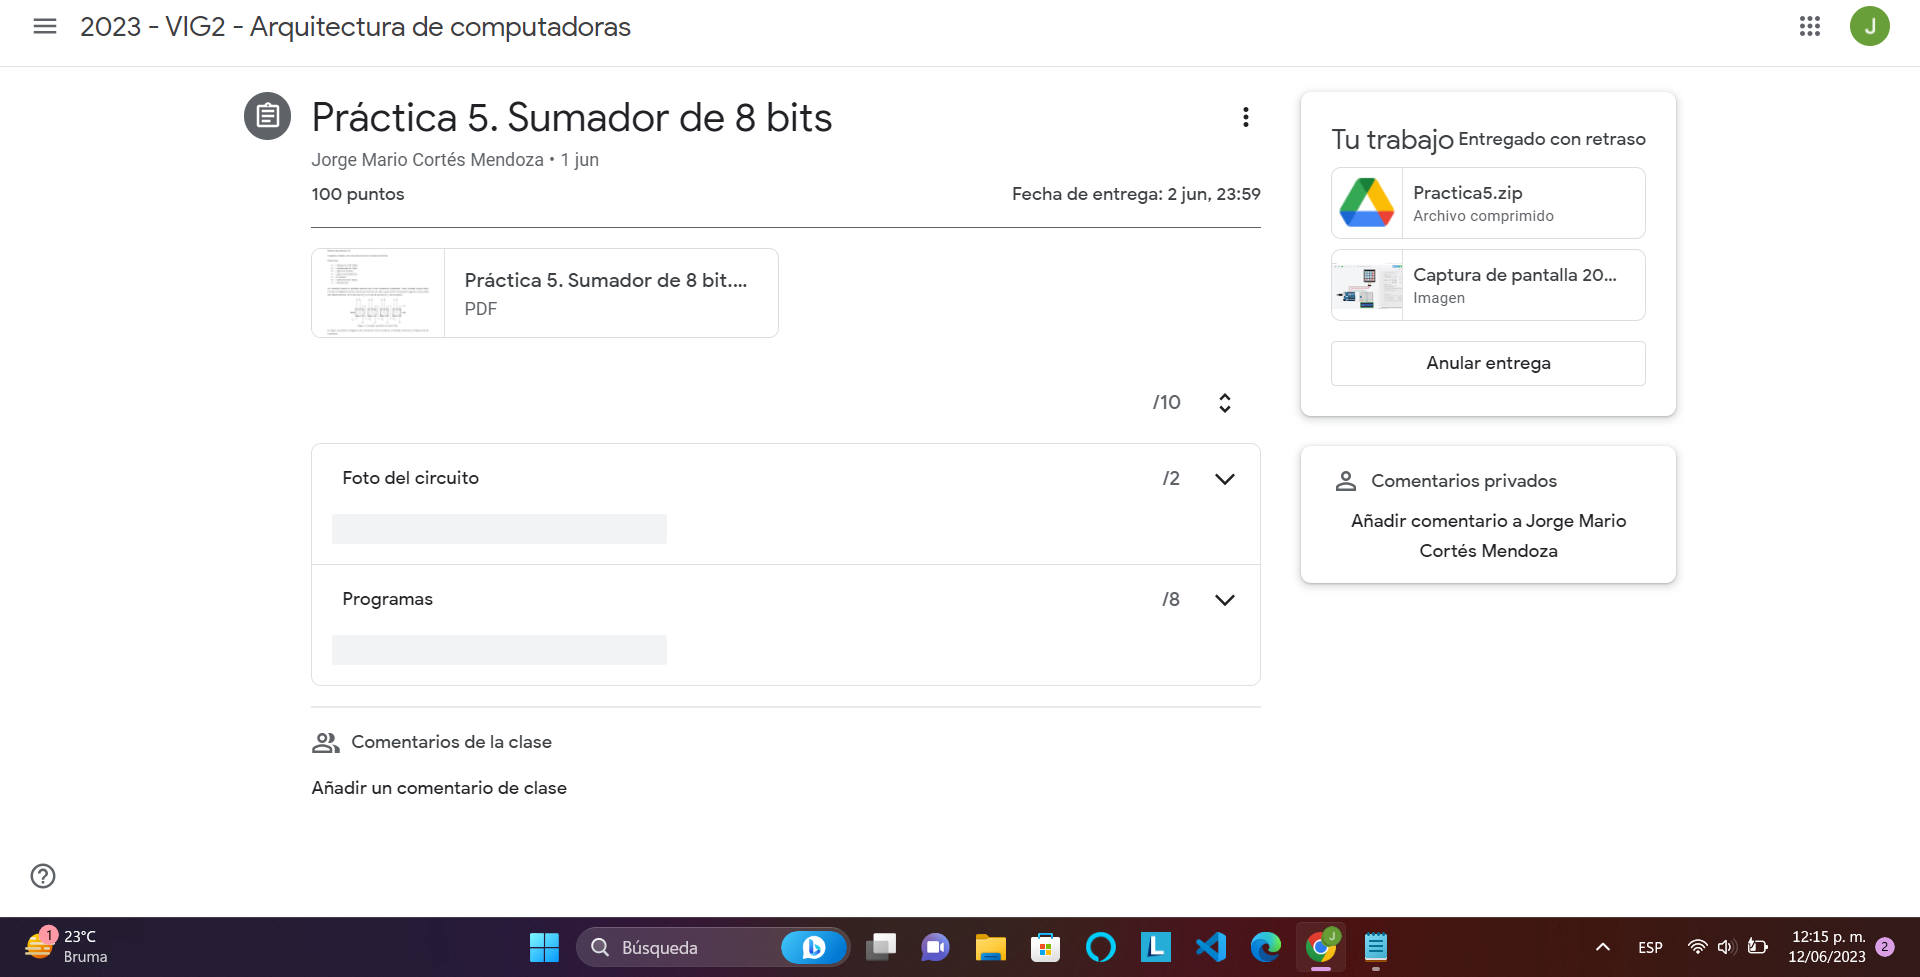 2023 - VIG2 - Arquitectura de computadoras
J
Práctica 5. Sumador de 8 bits
Jorge Mario Cortés Mendoza • 1 jun
100 puntos
Fecha de entrega: 2 jun, 23:59
Práctica 5. Sumador de 8 bit....
PDF
/10
Foto del circuito
/2
Programas
/8
Comentarios de la clase
Añadir un comentario de clase
Tu trabajo
Entregado con retraso
Practica5.zip
Archivo comprimido
Captura de pantalla 20...
Imagen
Anular entrega
Comentarios privados
Añadir comentario a Jorge Mario
Cortés Mendoza
1
23°C
Bruma
Búsqueda
L
J
ESP
12:15 p. m.
12/06/2023
2